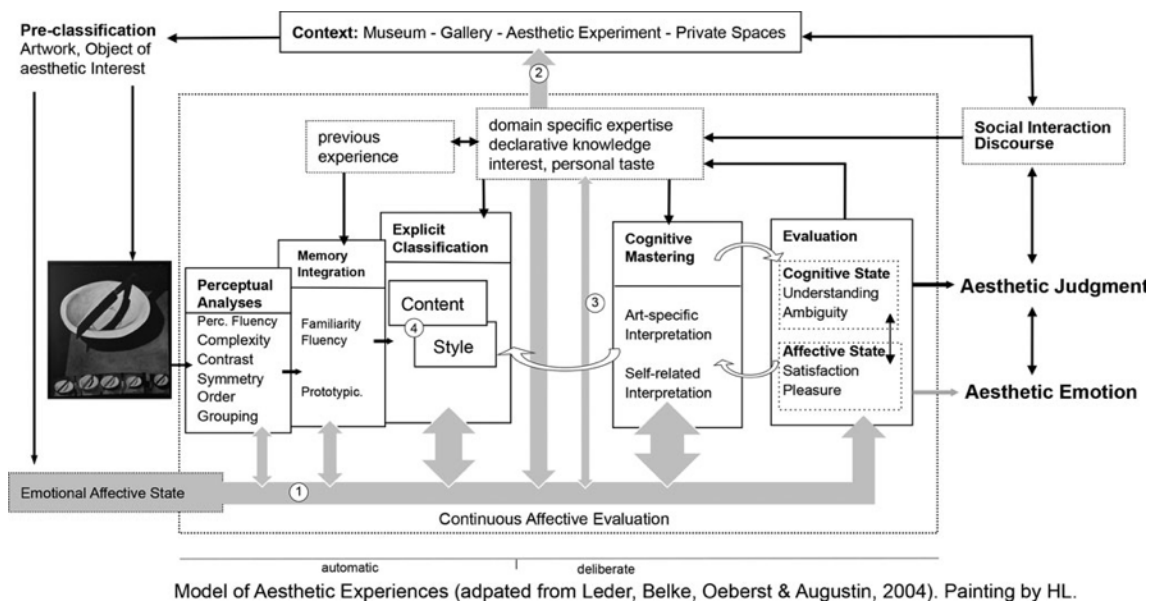 Pre-classification
Artwork, Object of
aesthetic Interest
Context: Museum - Gallery - Aesthetic Experiment - Private Spaces
2
previous
experience
domain specific expertise
declarative knowledge
interest, personal taste
Social Interaction
Discourse
Perceptual
Analyses
Perc. Fluency
Complexity
Contrast
Symmetry
Order
Grouping
Memory
Integration
Familiarity
Fluency
Prototypic.
Explicit
Classification
Content
4
Style
3
Cognitive
Mastering
Art-specific
Interpretation
Self-related
Interpretation
Evaluation
Cognitive State
Understanding
Ambiguity
Affective State
Satisfaction
Pleasure
Aesthetic Judgment
Aesthetic Emotion
Emotional Affective State
1
Continuous Affective Evaluation
automatic
deliberate
Model of Aesthetic Experiences (adpated from Leder, Belke, Oeberst & Augustin, 2004). Painting by HL.